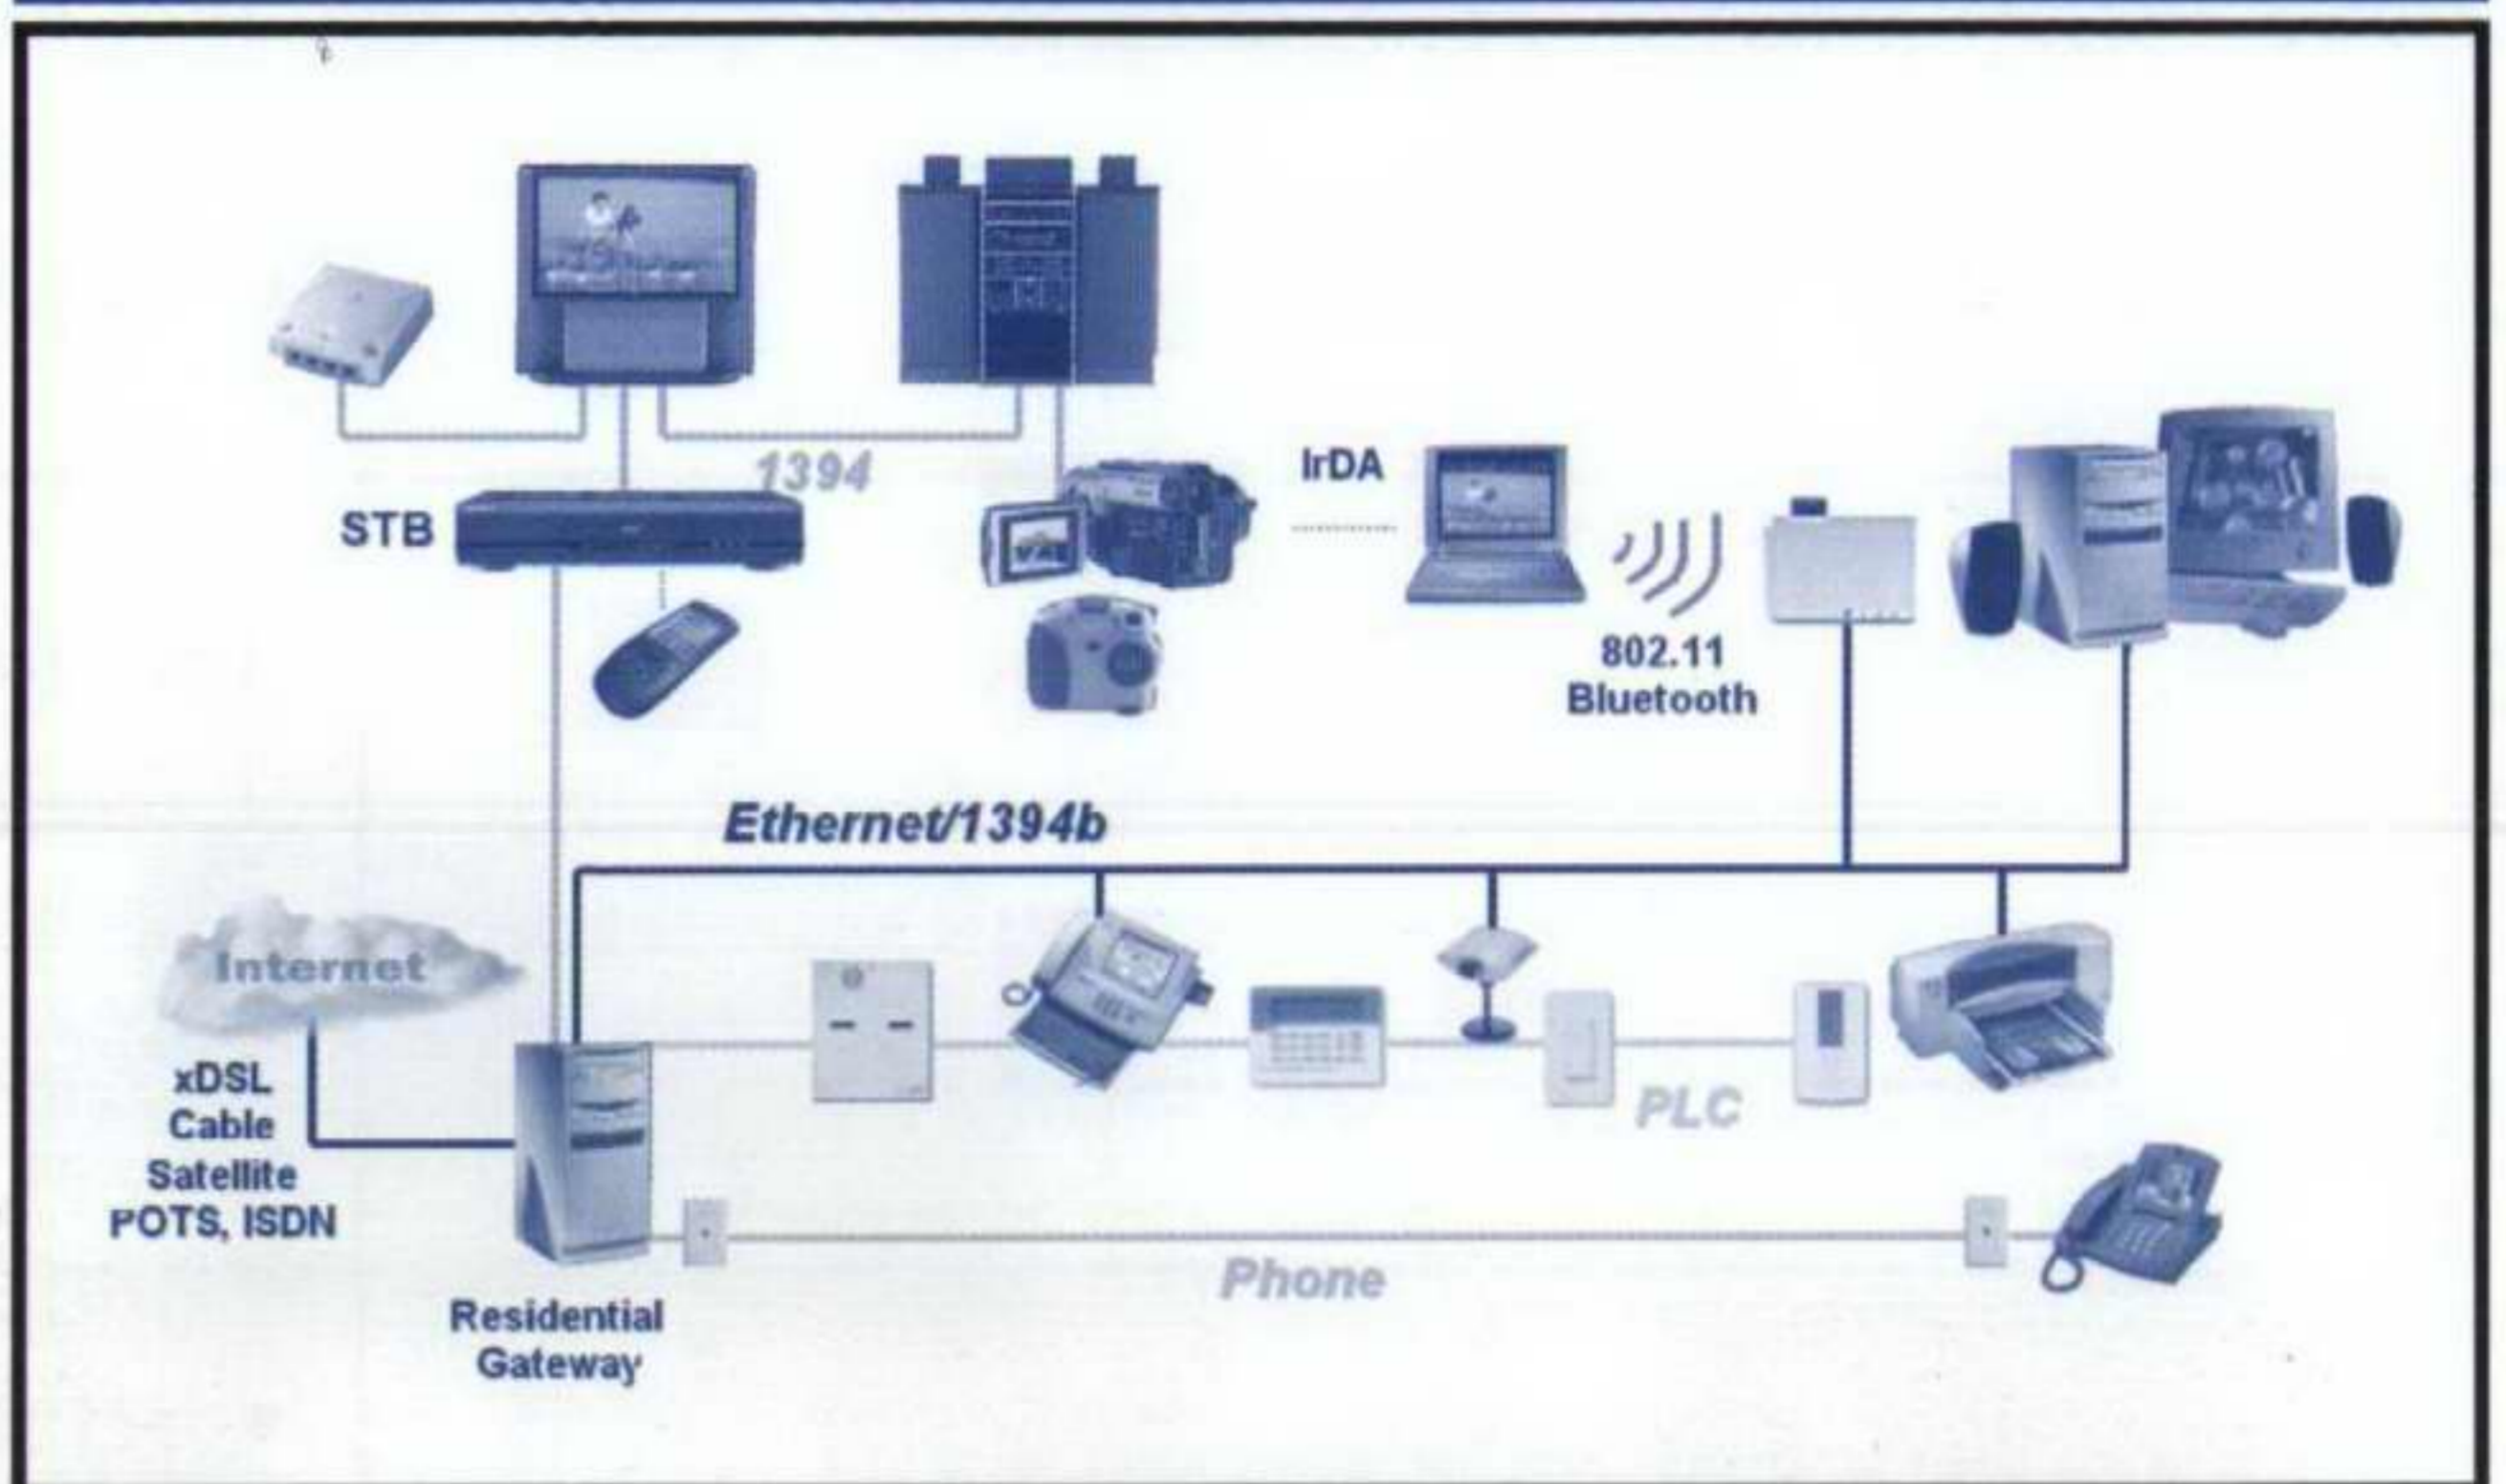 1394
IrDA
STB
802.11
Bluetooth
Ethernet/1394b
Internet
xDSL
Cable
Satellite
POTS, ISDN
PLC
Phone
Residential
Gateway